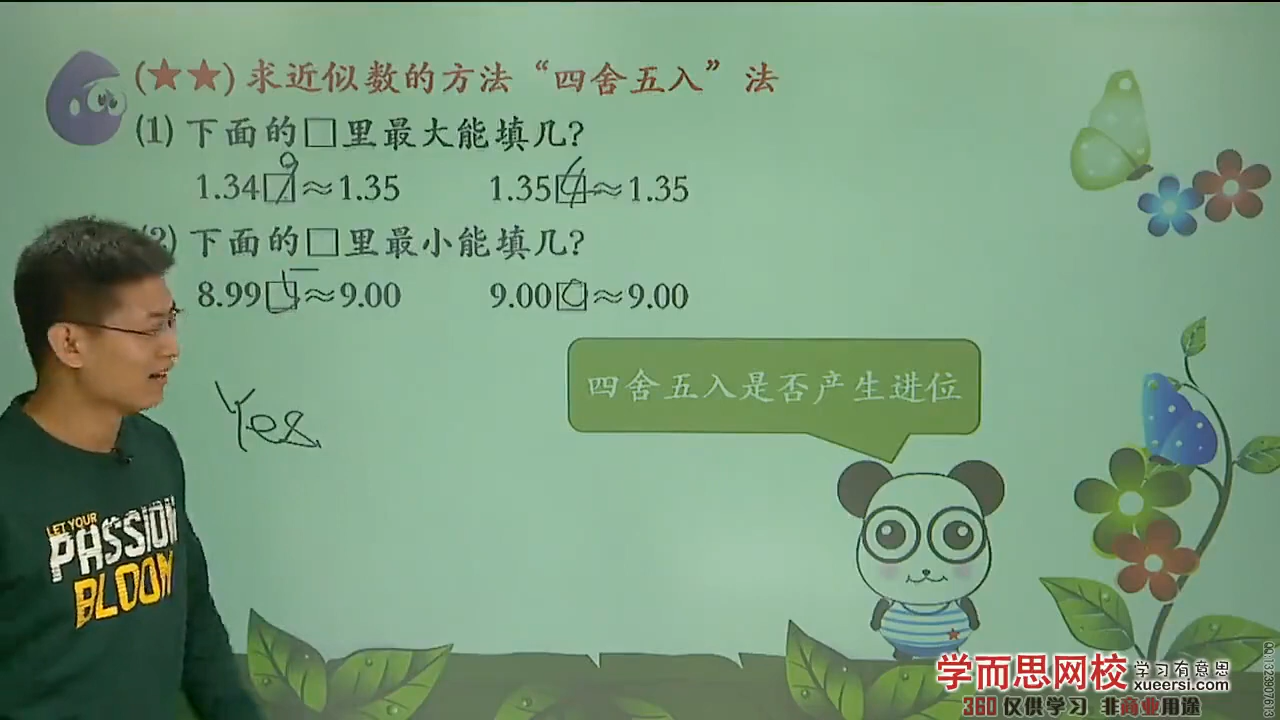 (★★) 求近似数的方法“四舍五入”法
(1) 下面的□里最大能填几?
1.34□9≈1.35 1.35□4≈1.35
(2) 下面的□里最小能填几?
8.99□5≈9.00 9.00□0≈9.00
四舍五入是否产生进位
Yes
LET YOUR
PASSION
BLOOM
学而思网校 学习有意思
xueersi.com
360 仅供学习 非商业用途